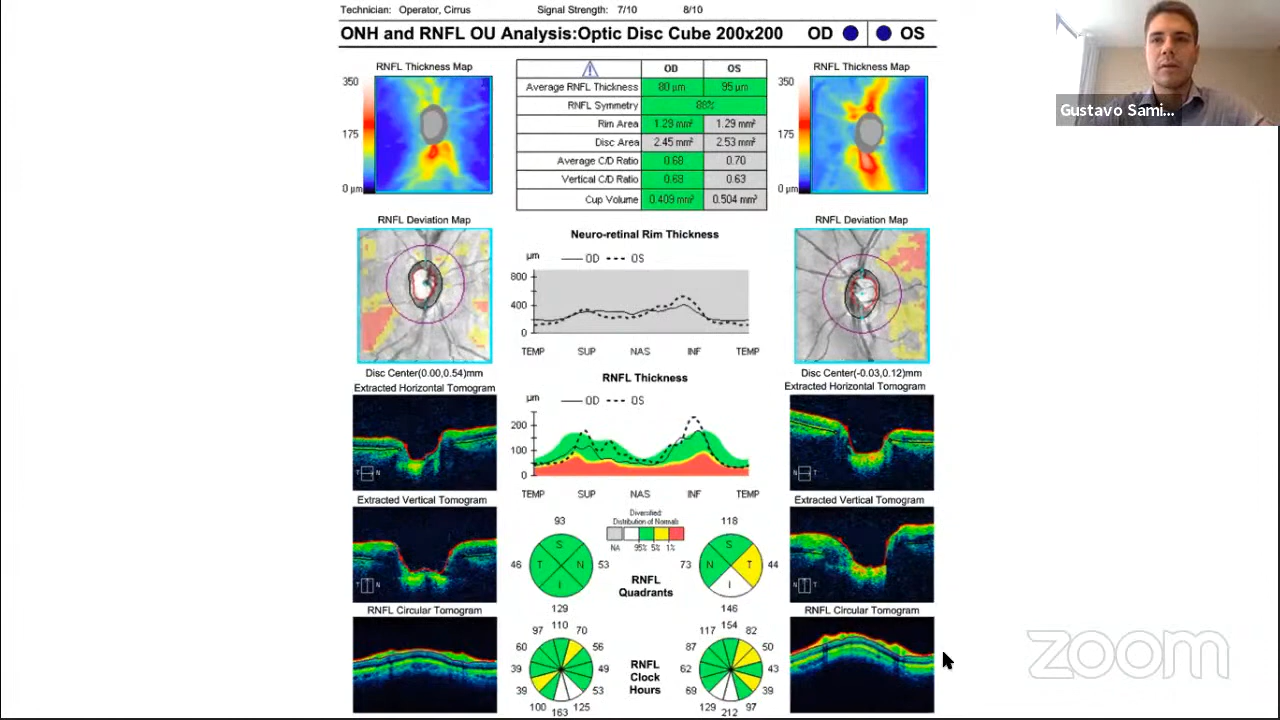 Technician: Operator, Cirrus Signal Strength: 7/10 8/10
ONH and RNFL OU Analysis:Optic Disc Cube 200x200 OD OS
RNFL Thickness Map
350
175
0 µm
OD OS
Average RNFL Thickness 80 µm 95 µm
RNFL Symmetry 86%
Rim Area 1.29 mm² 1.29 mm²
Disc Area 2.45 mm² 2.53 mm²
Average C/D Ratio 0.68 0.70
Vertical C/D Ratio 0.69 0.63
Cup Volume 0.409 mm³ 0.504 mm³
RNFL Thickness Map
350
175
0 µm
Gustavo Sami...
RNFL Deviation Map
Disc Center(0.00,0.54)mm
Neuro-retinal Rim Thickness
µm
OD OS
800
400
0
TEMP SUP NAS INF TEMP
RNFL Deviation Map
Disc Center(-0.03,0.12)mm
Extracted Horizontal Tomogram
T N
RNFL Thickness
µm
OD OS
200
100
0
TEMP SUP NAS INF TEMP
Extracted Horizontal Tomogram
N T
Extracted Vertical Tomogram
T N
Diversified:
Distribution of Normals
NA 95% 5% 1%
93
S
46 T N 53
I
129
RNFL
Quadrants
118
S
73 N T 44
I
146
Extracted Vertical Tomogram
N T
RNFL Circular Tomogram
110
97 70
60 56
39 49
39 53
100 125
163
RNFL
Clock
Hours
154
117 82
87 50
62 43
69 39
129 97
212
RNFL Circular Tomogram
zoom